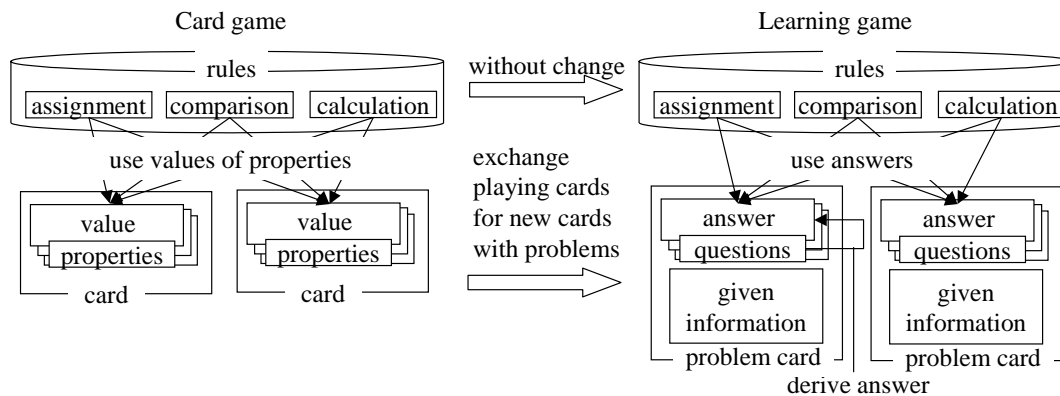 Card game
rules
assignment
comparison
calculation
use values of properties
value
properties
card
value
properties
card
without change
exchange
playing cards
for new cards
with problems
Learning game
rules
assignment
comparison
calculation
use answers
answer
questions
given
information
problem card
answer
questions
given
information
problem card
derive answer